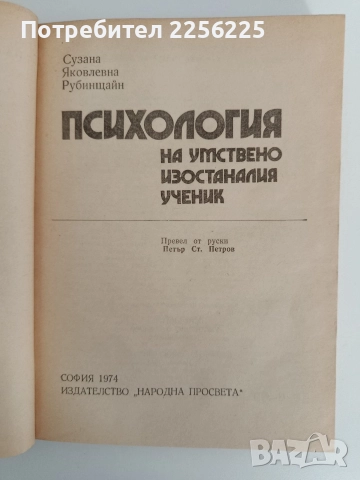 Потребител 2256225
Сузана
Яковлевна
Рубинщайн
ПСИХОЛОГИЯ
НА УМСТВЕНО
ИЗОСТАНАЛИЯ
УЧЕНИК
Превел от руски
Петър Ст. Петров
СОФИЯ 1974
ИЗДАТЕЛСТВО „НАРОДНА ПРОСВЕТА"
BAZAR